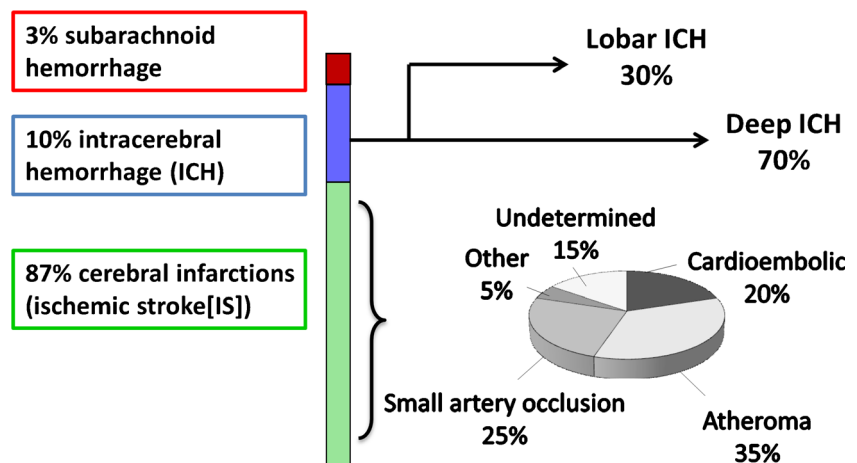 3% subarachnoid
hemorrhage
10% intracerebral
hemorrhage (ICH)
87% cerebral infarctions
(ischemic stroke[IS])
Lobar ICH
30%
Deep ICH
70%
Undetermined
15%
Other
5%
Cardioembolic
20%
Small artery occlusion
25%
Atheroma
35%